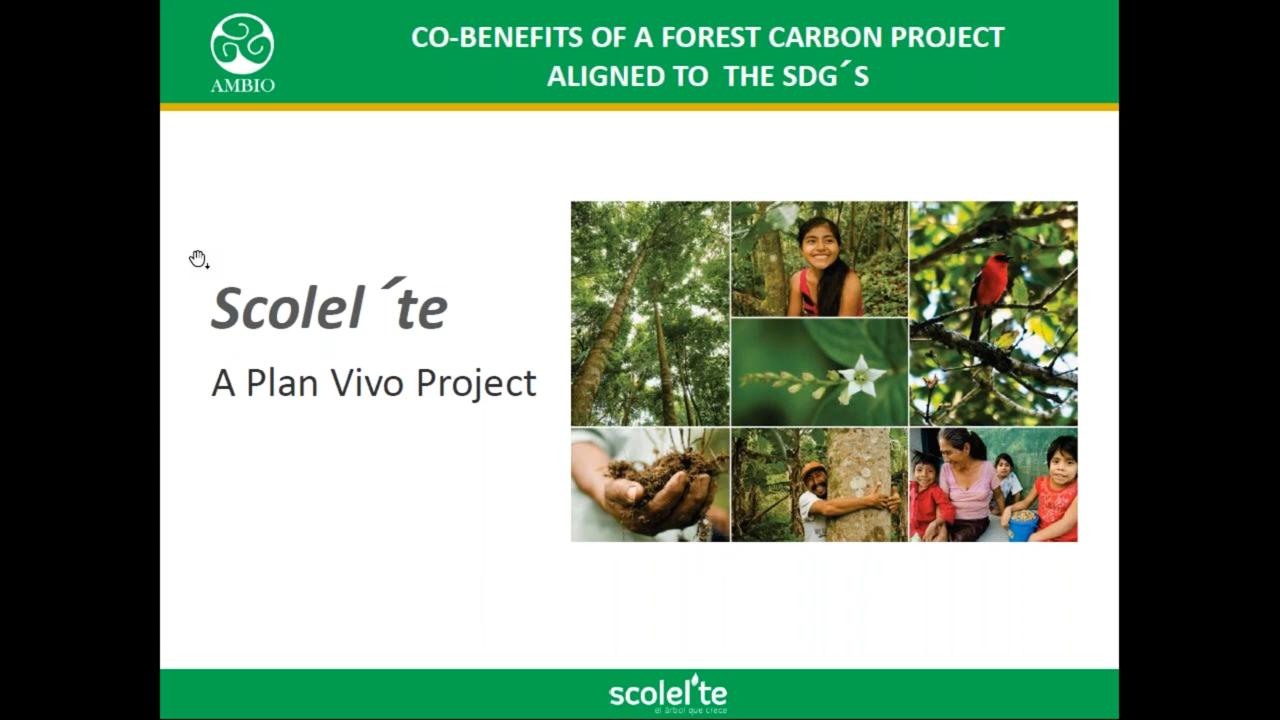 AMBIO
CO-BENEFITS OF A FOREST CARBON PROJECT
ALIGNED TO THE SDG´S
Scolel ´te
A Plan Vivo Project
scolel'te
el árbol que crece